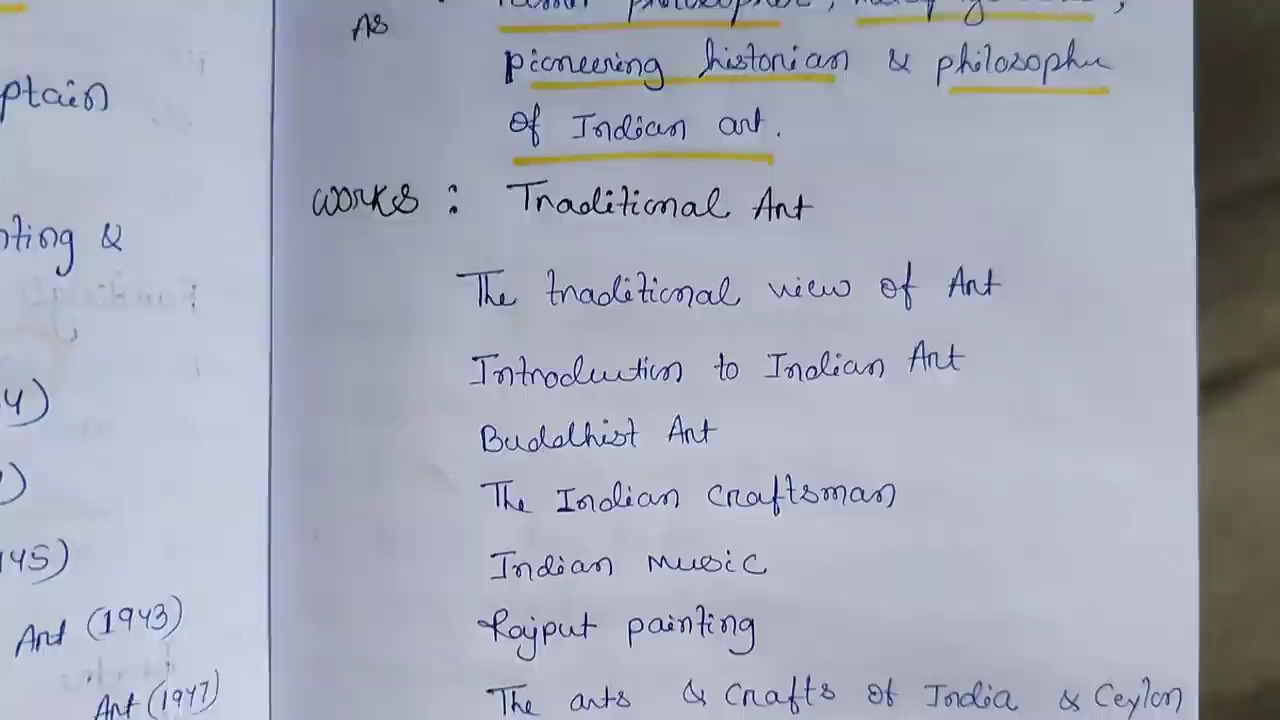 ptain
nting &
4)
)
145)
Art (1943)
Art (1947)
As
pioneering historian & philosophe
of Indian art.
Works : Traditional Art
The traditional view of Art
Introduction to Indian Art
Buddhist Art
The Indian craftsman
Indian music
Rajput painting
The arts & crafts of India & Ceylon